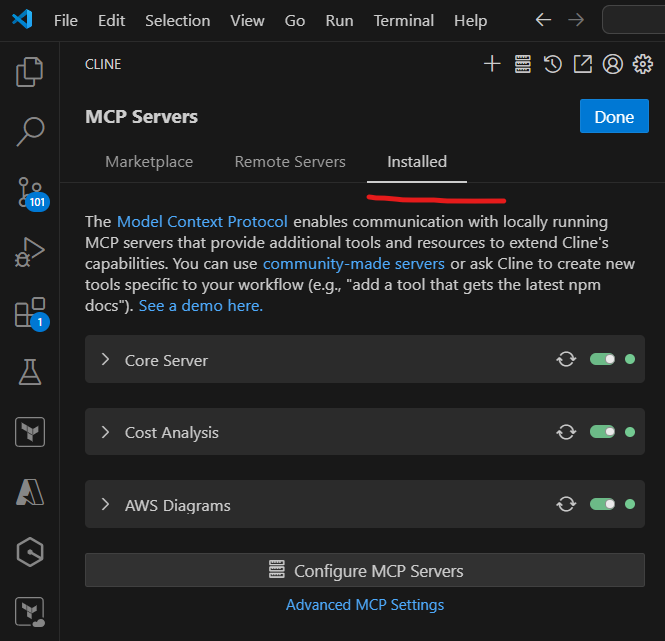 File Edit Selection View Go Run Terminal Help
CLINE
MCP Servers
Done
Marketplace Remote Servers Installed
The Model Context Protocol enables communication with locally running
MCP servers that provide additional tools and resources to extend Cline's
capabilities. You can use community-made servers or ask Cline to create new
tools specific to your workflow (e.g., "add a tool that gets the latest npm
docs"). See a demo here.
101
1
Core Server
Cost Analysis
AWS Diagrams
Configure MCP Servers
Advanced MCP Settings